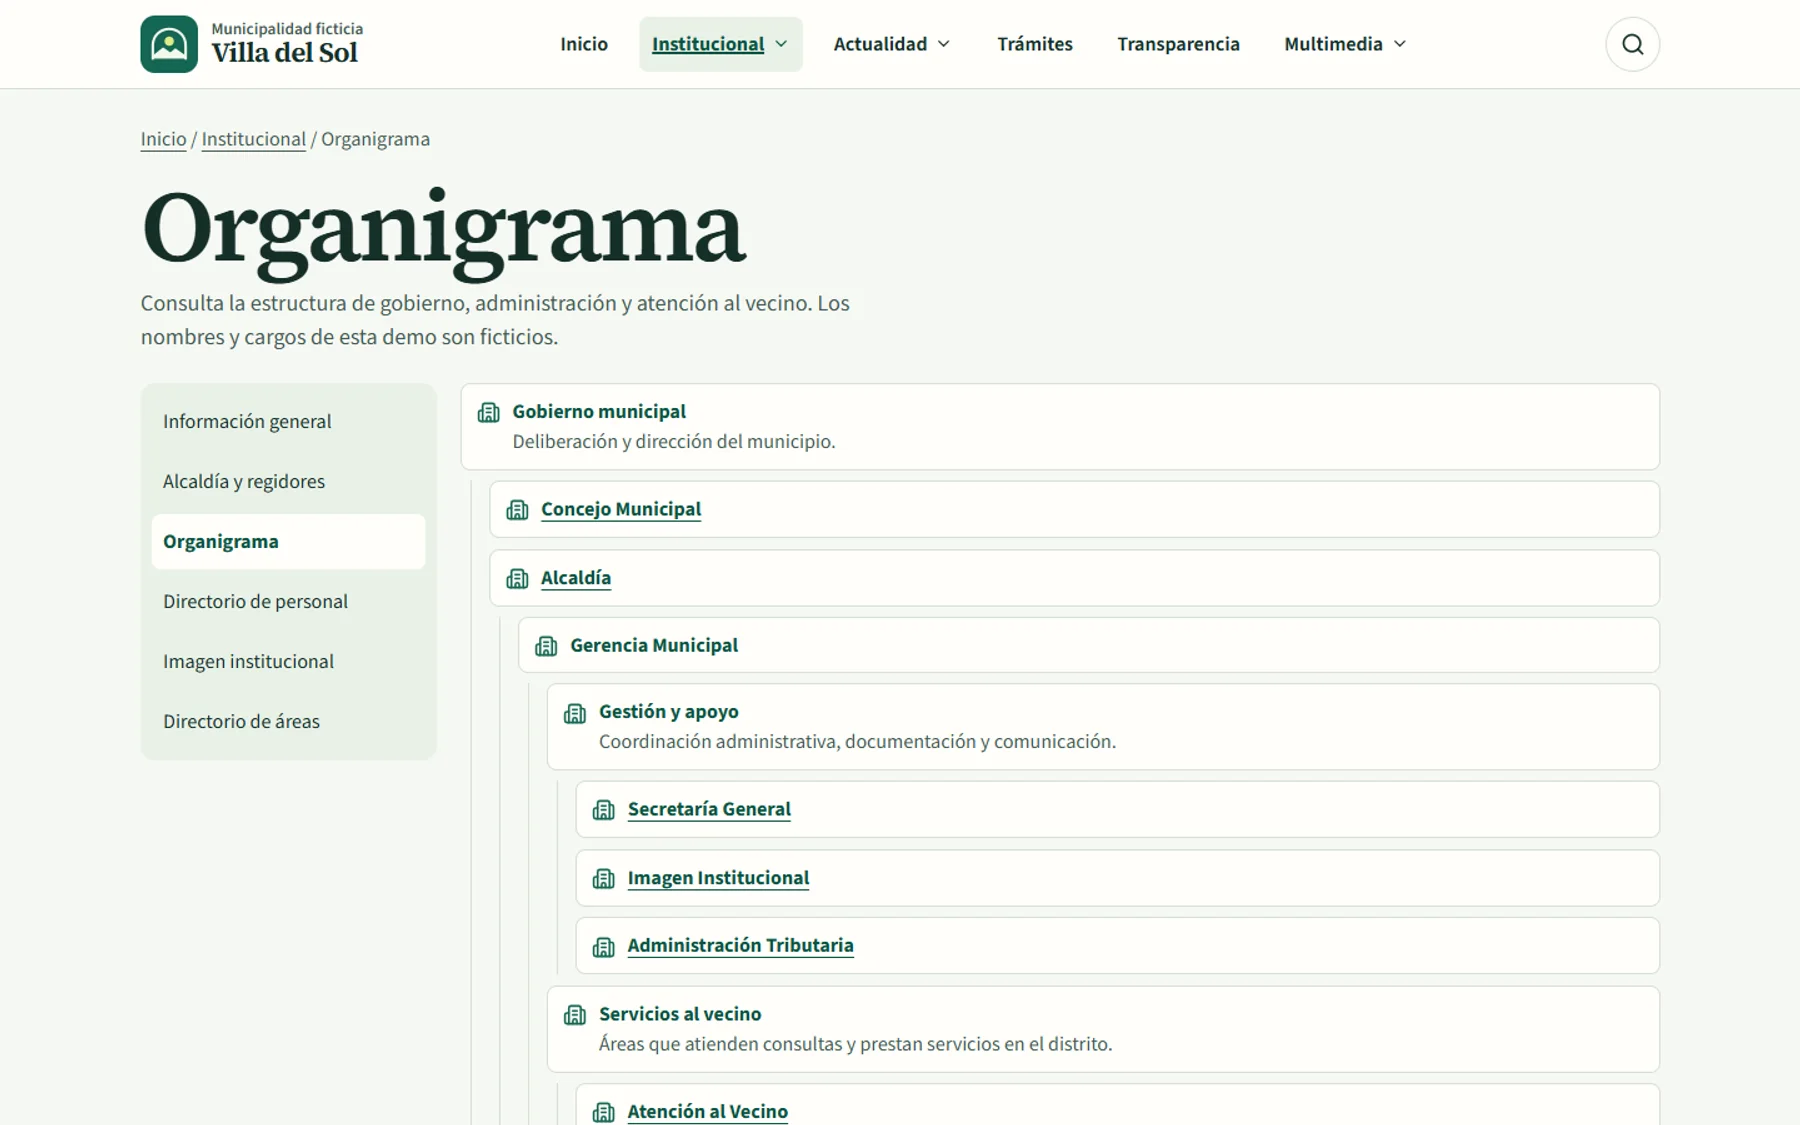 Municipalidad ficticia
Villa del Sol
Inicio
Institucional
Actualidad
Trámites
Transparencia
Multimedia
Inicio / Institucional / Organigrama
Organigrama
Consulta la estructura de gobierno, administración y atención al vecino. Los
nombres y cargos de esta demo son ficticios.
Información general
Alcaldía y regidores
Organigrama
Directorio de personal
Imagen institucional
Directorio de áreas
Gobierno municipal
Deliberación y dirección del municipio.
Concejo Municipal
Alcaldía
Gerencia Municipal
Gestión y apoyo
Coordinación administrativa, documentación y comunicación.
Secretaría General
Imagen Institucional
Administración Tributaria
Servicios al vecino
Áreas que atienden consultas y prestan servicios en el distrito.
Atención al Vecino